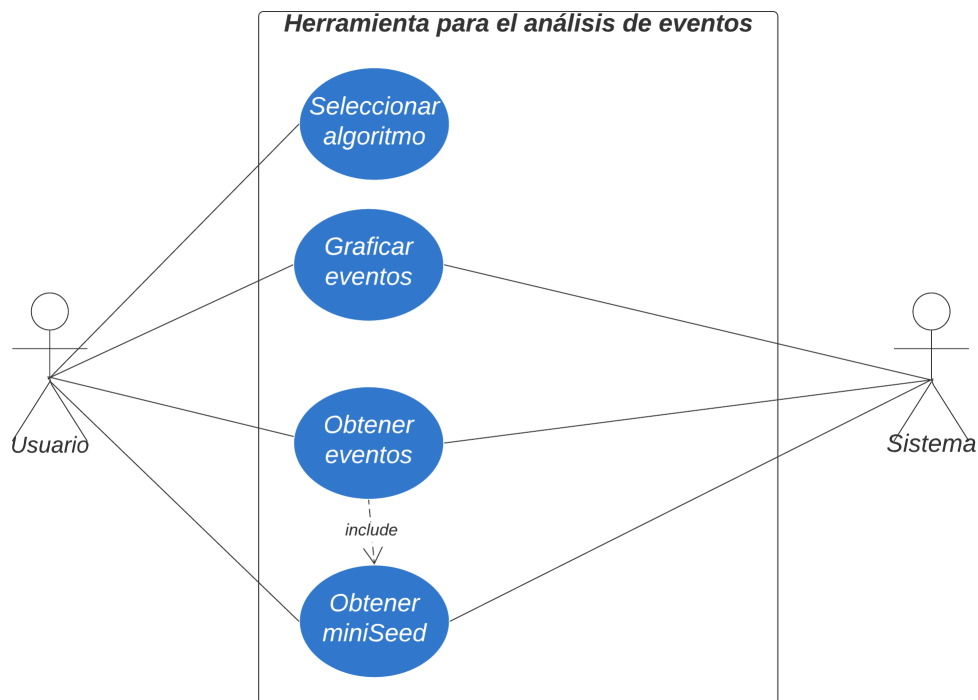 Herramienta para el análisis de eventos
Seleccionar
algoritmo
Graficar
eventos
Obtener
eventos
Usuario
Sistema
include
Obtener
miniSeed